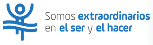 Somos extraordinarios
en el ser y el hacer